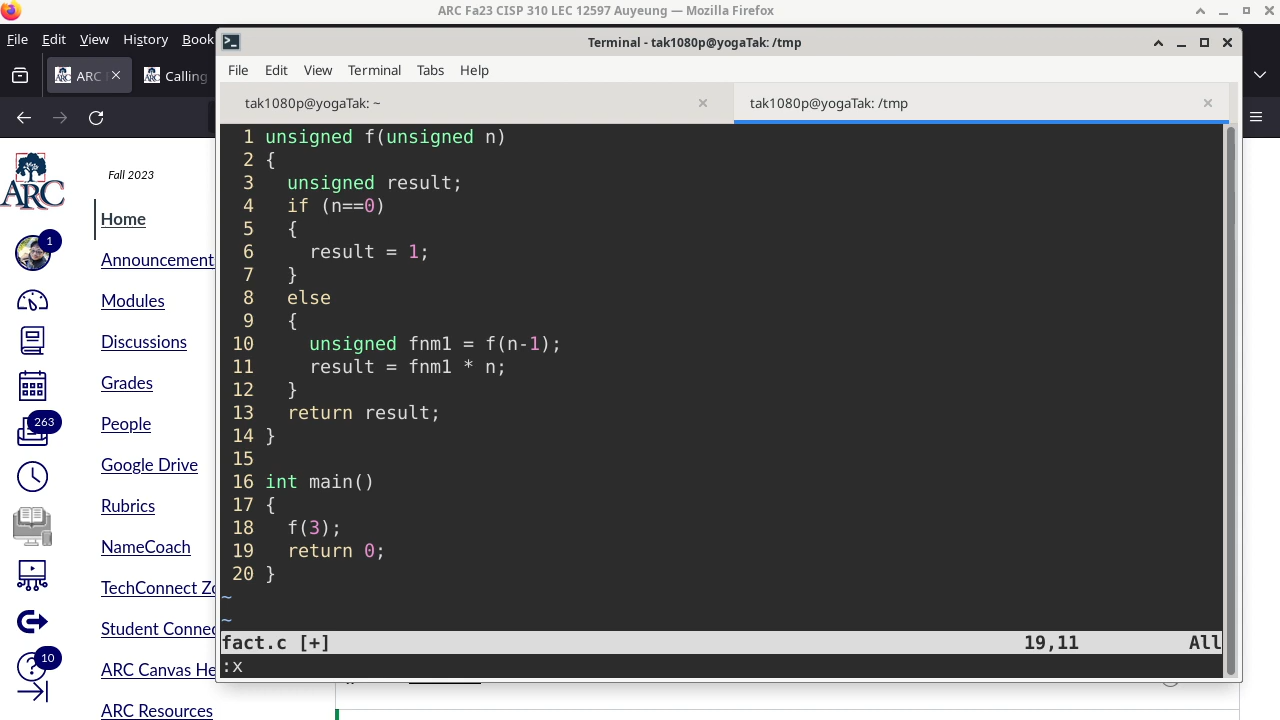 ARC Fa23 CISP 310 LEC 12597 Auyeung — Mozilla Firefox
File Edit View History Book
Terminal - tak1080p@yogaTak: /tmp
ARC
Calling
File Edit View Terminal Tabs Help
tak1080p@yogaTak: ~
tak1080p@yogaTak: /tmp
1 unsigned f(unsigned n)
2 {
3   unsigned result;
4   if (n==0)
5   {
6     result = 1;
7   }
8   else
9   {
10     unsigned fnm1 = f(n-1);
11     result = fnm1 * n;
12   }
13   return result;
14 }
15
16 int main()
17 {
18   f(3);
19   return 0;
20 }
~
~
fact.c [+] 19,11 All
:x
ARC
Fall 2023
Home
1
Announcement
Modules
Discussions
Grades
263
People
Google Drive
Rubrics
NameCoach
TechConnect Zo
Student Connec
10
ARC Canvas He
ARC Resources